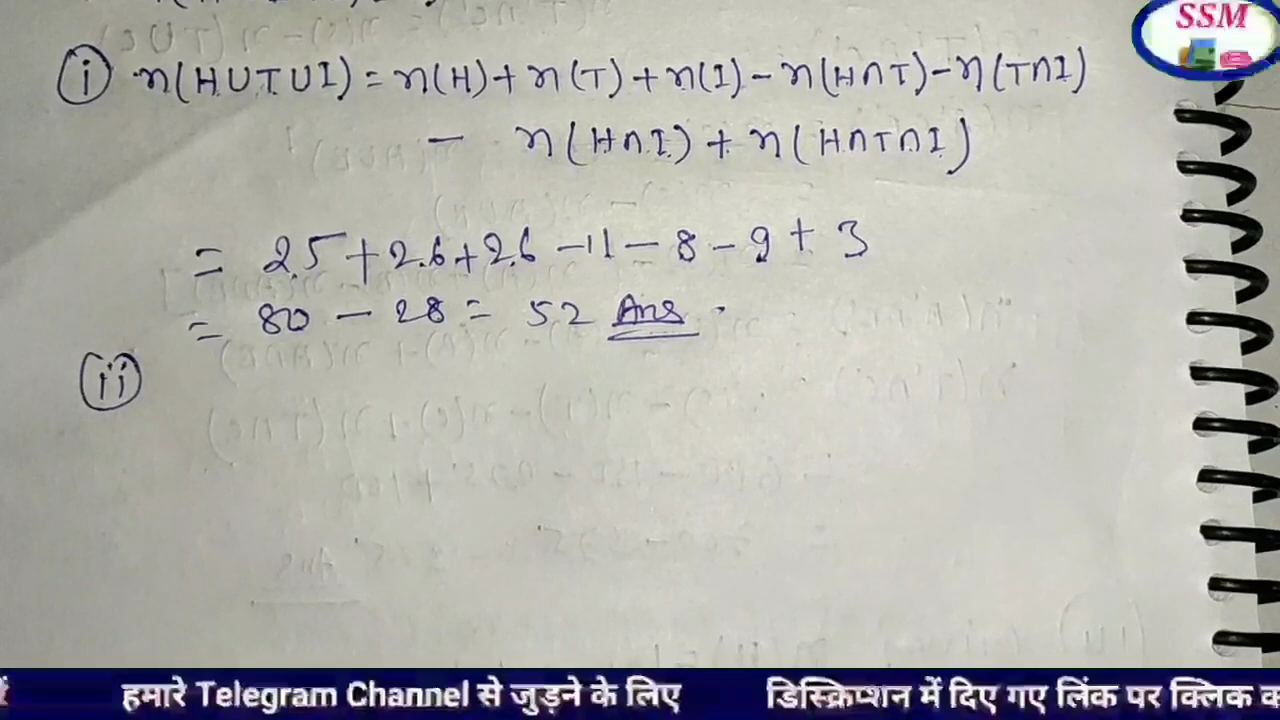 SSM
(i) n(HUTUI) = n(H) + n(T) + n(I) - n(H∩T) - n(T∩I)
- n(H∩I) + n(H∩T∩I)
= 25 + 26 + 26 - 11 - 8 - 9 + 3
= 80 - 28 = 52 Ans.
(ii)
हमारे Telegram Channel से जुड़ने के लिए डिस्क्रिप्शन में दिए गए लिंक पर क्लिक